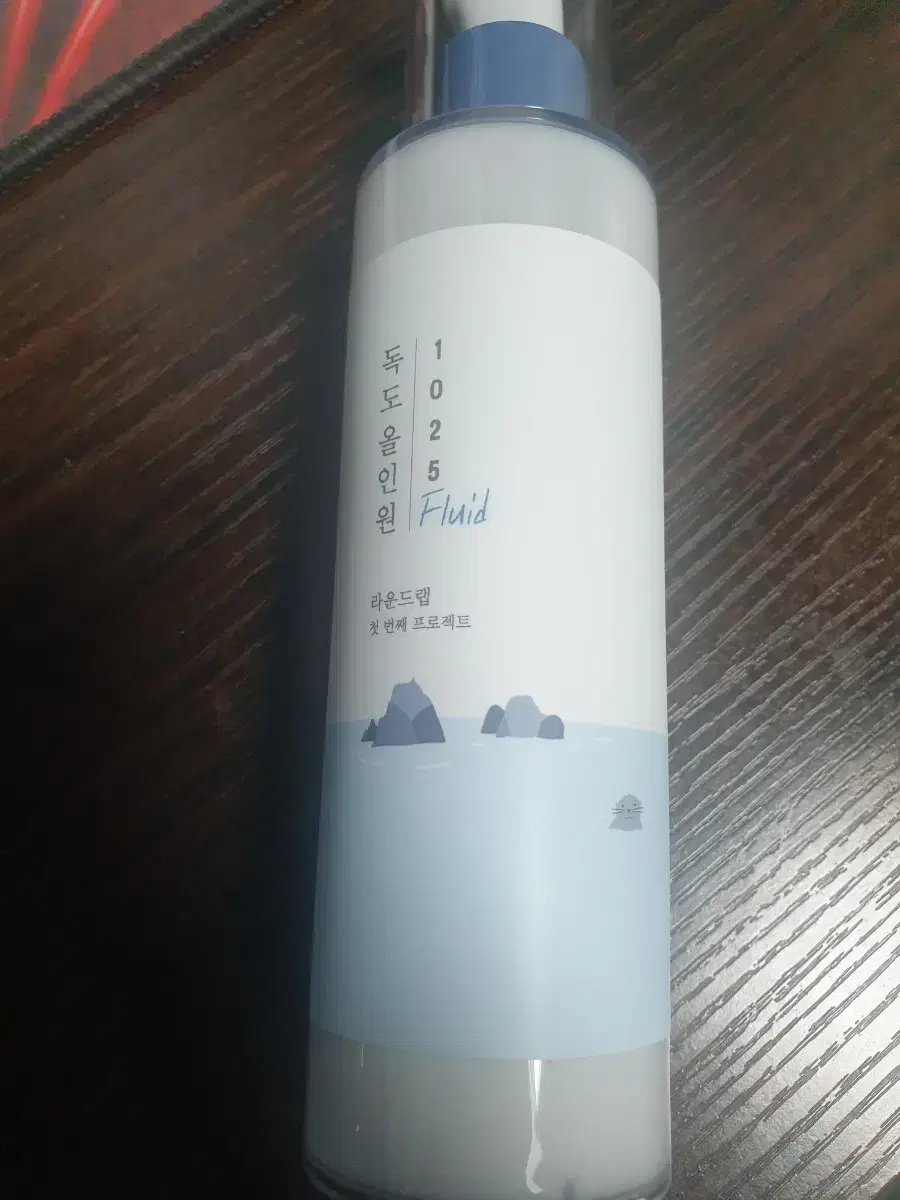 독도올인원
1025
Fluid
라운드랩
첫 번째 프로젝트